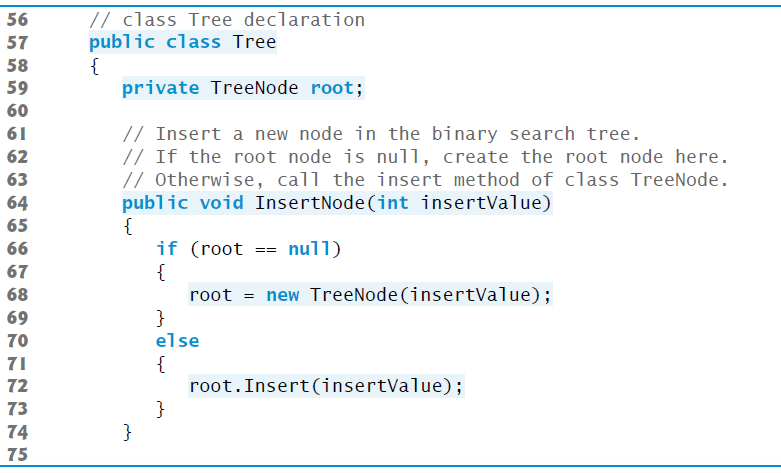 56 // class Tree declaration
57 public class Tree
58 {
59 private TreeNode root;
60
61 // Insert a new node in the binary search tree.
62 // If the root node is null, create the root node here.
63 // Otherwise, call the insert method of class TreeNode.
64 public void InsertNode(int insertValue)
65 {
66 if (root == null)
67 {
68 root = new TreeNode(insertValue);
69 }
70 else
71 {
72 root.Insert(insertValue);
73 }
74 }
75